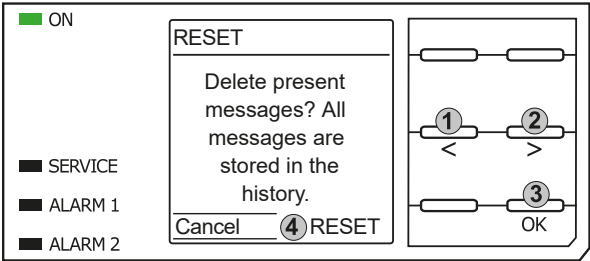 ON
RESET
Delete present
messages? All
messages are
stored in the
history.
Cancel 4 RESET
SERVICE
ALARM 1
ALARM 2
1 2
< >
3
OK